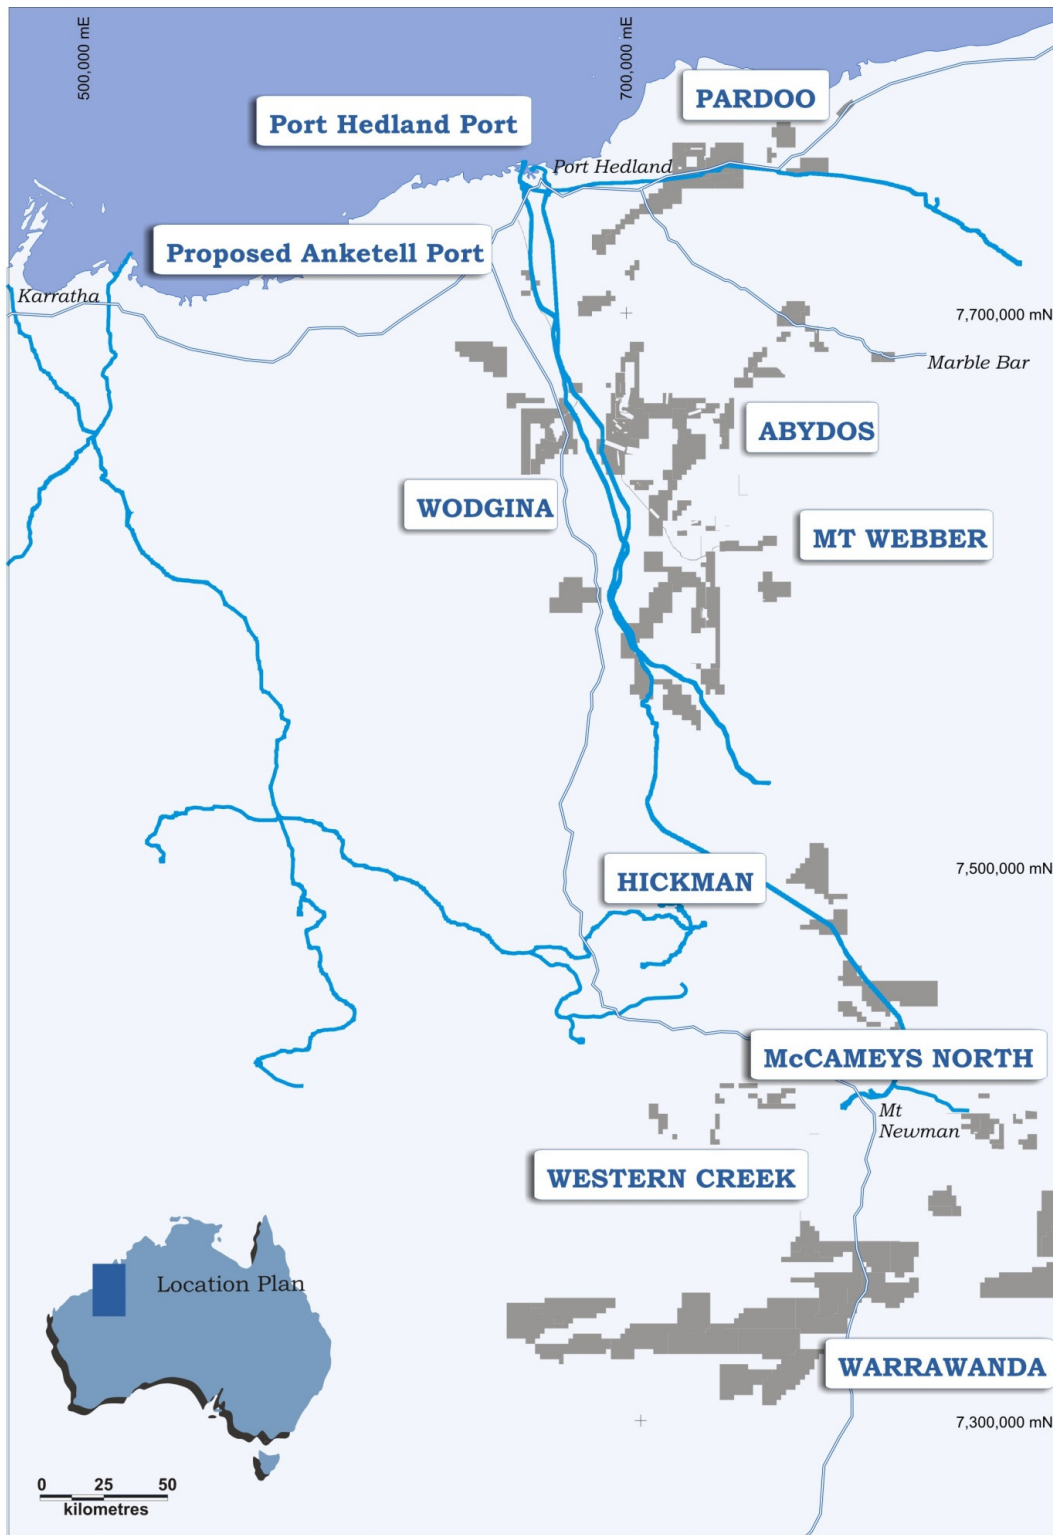 500,000 mE
700,000 mE
PARDOO
Port Hedland Port
Port Hedland
Proposed Anketell Port
Karratha
7,700,000 mN
Marble Bar
ABYDOS
WODGINA
MT WEBBER
7,500,000 mN
HICKMAN
McCAMEYS NORTH
Mt
Newman
WESTERN CREEK
Location Plan
WARRAWANDA
7,300,000 mN
0 25 50
kilometres